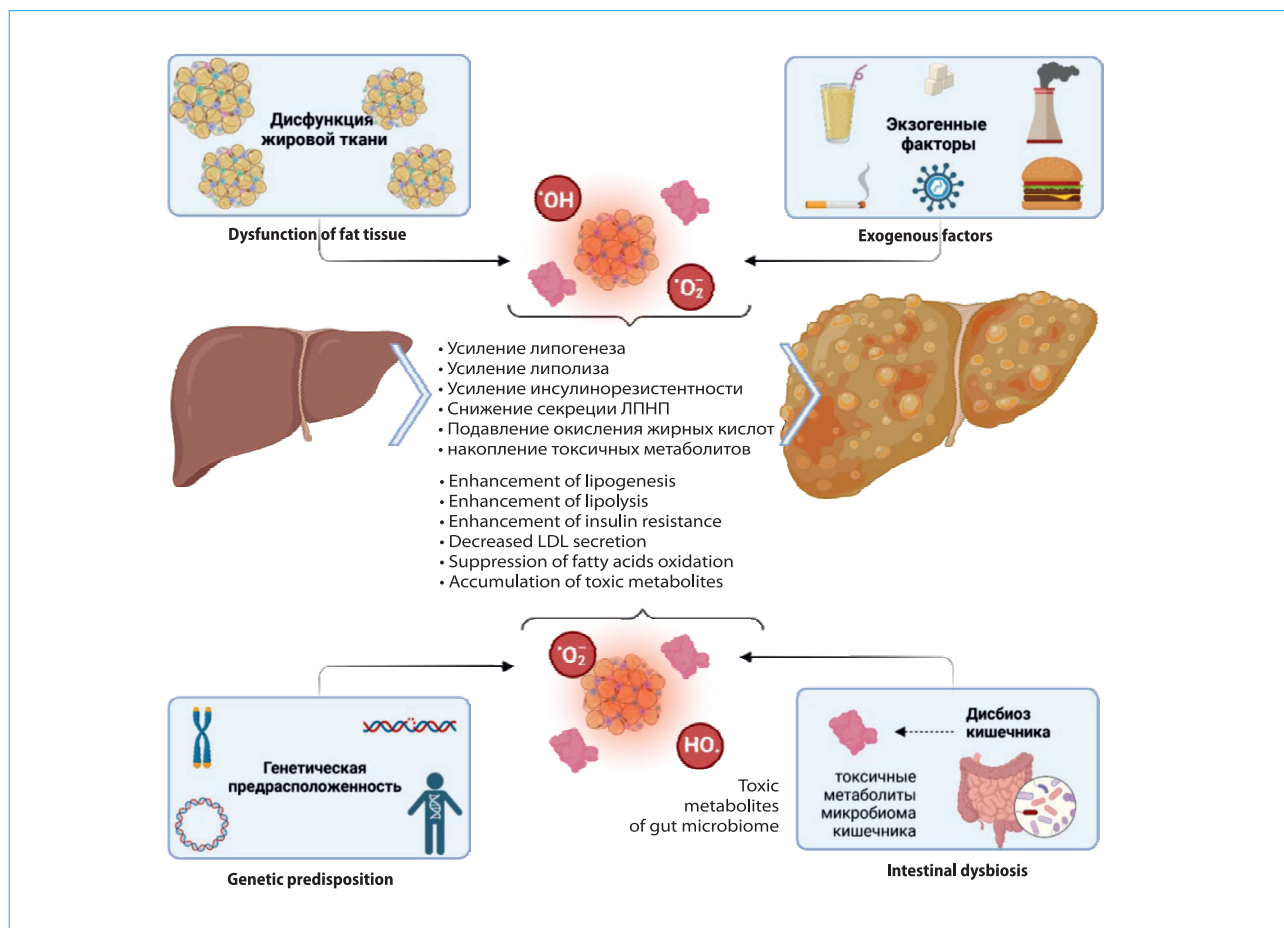 Дисфункция
жировой ткани
Dysfunction of fat tissue
Экзогенные
факторы
Exogenous factors
•OH
•O₂⁻
• Усиление липогенеза
• Усиление липолиза
• Усиление инсулинорезистентности
• Снижение секреции ЛПНП
• Подавление окисления жирных кислот
• накопление токсичных метаболитов
• Enhancement of lipogenesis
• Enhancement of lipolysis
• Enhancement of insulin resistance
• Decreased LDL secretion
• Suppression of fatty acids oxidation
• Accumulation of toxic metabolites
•O₂⁻
HO.
Генетическая
предрасположенность
Genetic predisposition
Toxic
metabolites
of gut microbiome
Дисбиоз
кишечника
токсичные
метаболиты
микробиома
кишечника
Intestinal dysbiosis